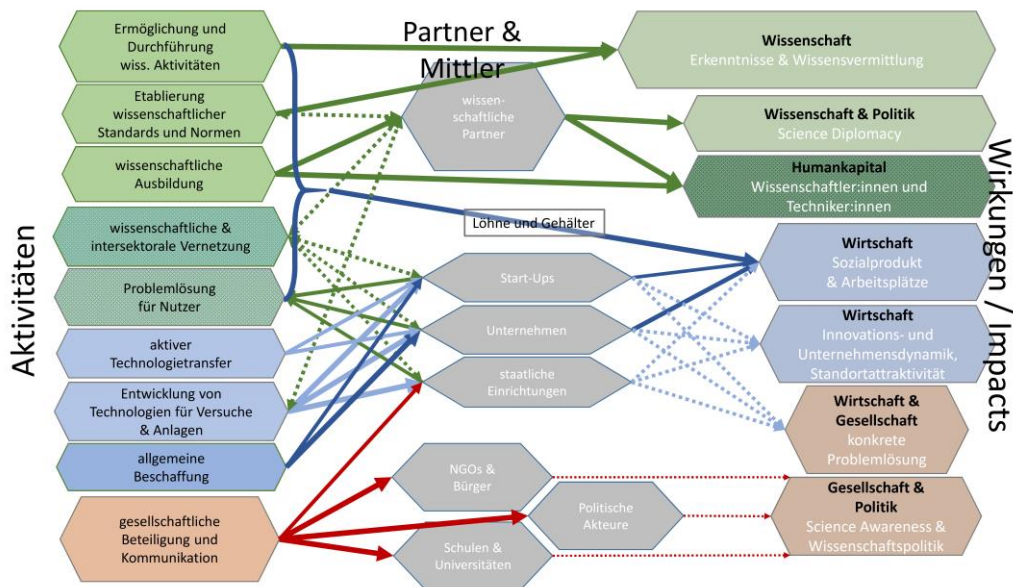 Aktivitäten
Ermöglichung und
Durchführung
wiss. Aktivitäten
Etablierung
wissenschaftlicher
Standards und Normen
wissenschaftliche
Ausbildung
wissenschaftliche &
intersektorale Vernetzung
Problemlösung
für Nutzer
aktiver
Technologietransfer
Entwicklung von
Technologien für Versuche
& Anlagen
allgemeine
Beschaffung
gesellschaftliche
Beteiligung und
Kommunikation
Partner &
Mittler
wissen-
schaftliche
Partner
Löhne und Gehälter
Start-Ups
Unternehmen
staatliche
Einrichtungen
NGOs &
Bürger
Politische
Akteure
Schulen &
Universitäten
Wissenschaft
Erkenntnisse & Wissensvermittlung
Wissenschaft & Politik
Science Diplomacy
Humankapital
Wissenschaftler:innen und
Techniker:innen
Wirtschaft
Sozialprodukt
& Arbeitsplätze
Wirtschaft
Innovations- und
Unternehmensdynamik,
Standortattraktivität
Wirtschaft &
Gesellschaft
konkrete
Problemlösung
Gesellschaft &
Politik
Science Awareness &
Wissenschaftspolitik
Wirkungen / Impacts